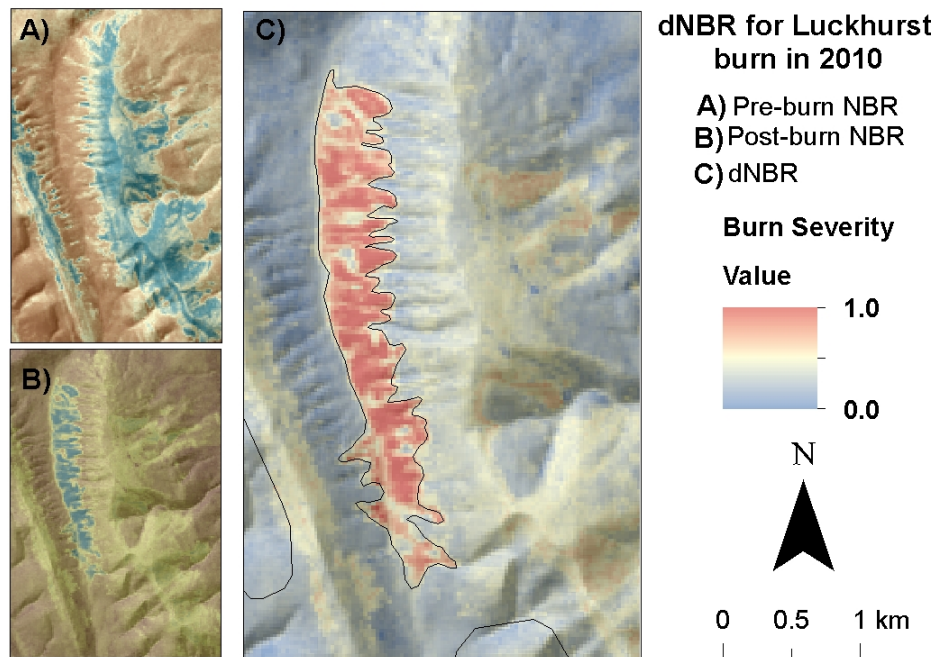 A)
B)
C)
dNBR for Luckhurst
burn in 2010
A) Pre-burn NBR
B) Post-burn NBR
C) dNBR
Burn Severity
Value
1.0
0.0
N
0 0.5 1 km